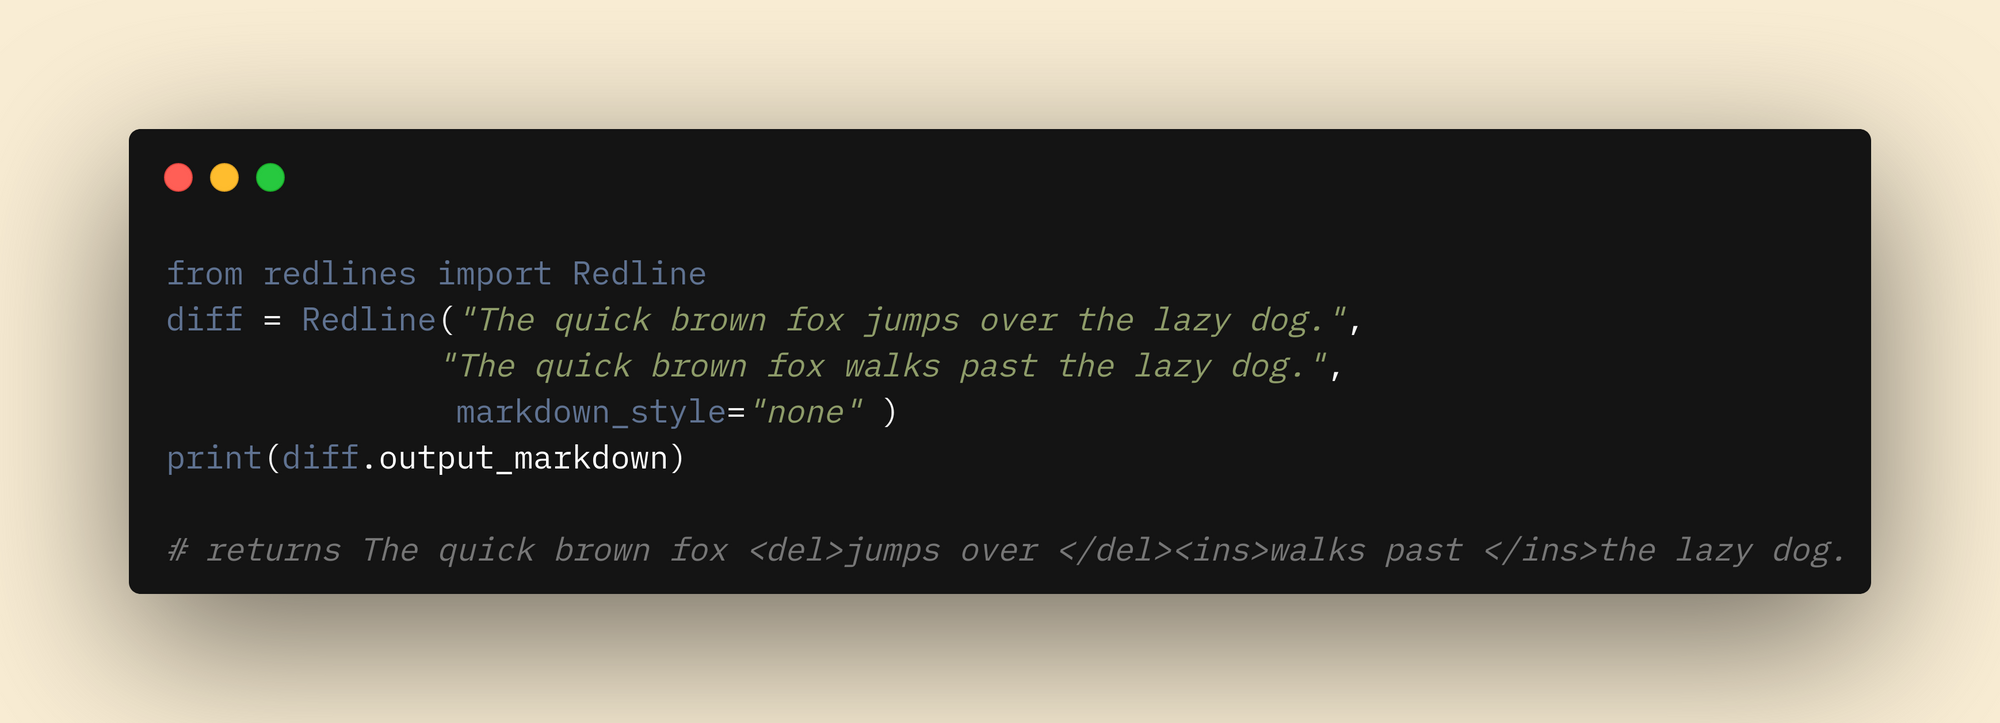 from redlines import Redline
diff = Redline("The quick brown fox jumps over the lazy dog.",
"The quick brown fox walks past the lazy dog.",
markdown_style="none" )
print(diff.output_markdown)
# returns The quick brown fox <del>jumps over </del><ins>walks past </ins>the lazy dog.